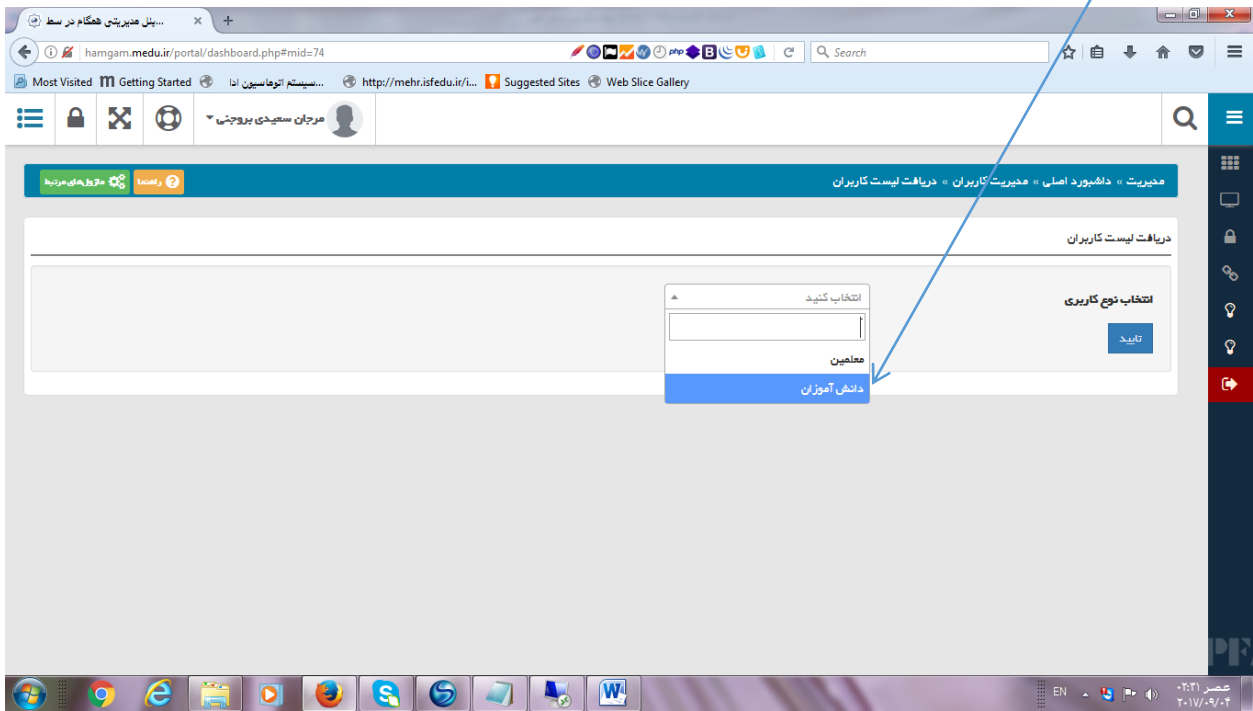 ...پنل مدیریتی همگام در سط
hamgam.medu.ir/portal/dashboard.php#mid=74
php
B
Search
Most Visited
Getting Started
...سیستم اتوماسیون ادا
http://mehr.isfedu.ir/i...
Suggested Sites
Web Slice Gallery
مرجان سعیدی بروجنی
مدیریت » داشبورد اصلی » مدیریت کاربران » دریافت لیست کاربران
راهنما
ماژول‌های مرتبط
دریافت لیست کاربران
انتخاب نوع کاربری
انتخاب کنید
تایید
معلمین
دانش آموزان
EN
۰۲:۳۱ عصر
۲۰۱۷/۰۹/۰۴